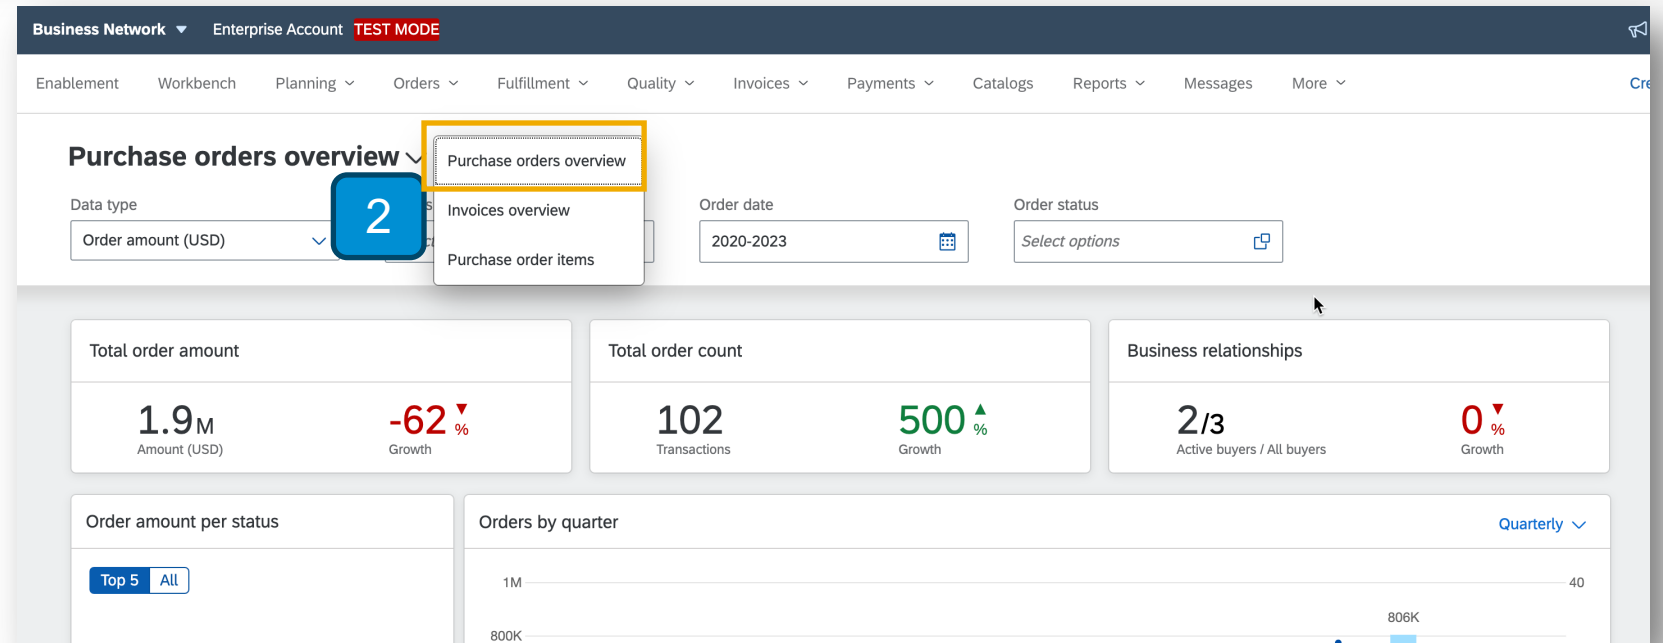 Business Network Enterprise Account TEST MODE
Enablement Workbench Planning Orders Fulfillment Quality Invoices Payments Catalogs Reports Messages More
Purchase orders overview
Purchase orders overview
Invoices overview
Purchase order items
2
Data type
Order amount (USD)
Order date
2020-2023
Order status
Select options
Total order amount
1.9 M
Amount (USD)
-62 %
Growth
Total order count
102
Transactions
500 %
Growth
Business relationships
2/3
Active buyers / All buyers
0 %
Growth
Order amount per status
Top 5 All
Orders by quarter
Quarterly
1M
40
806K
800K